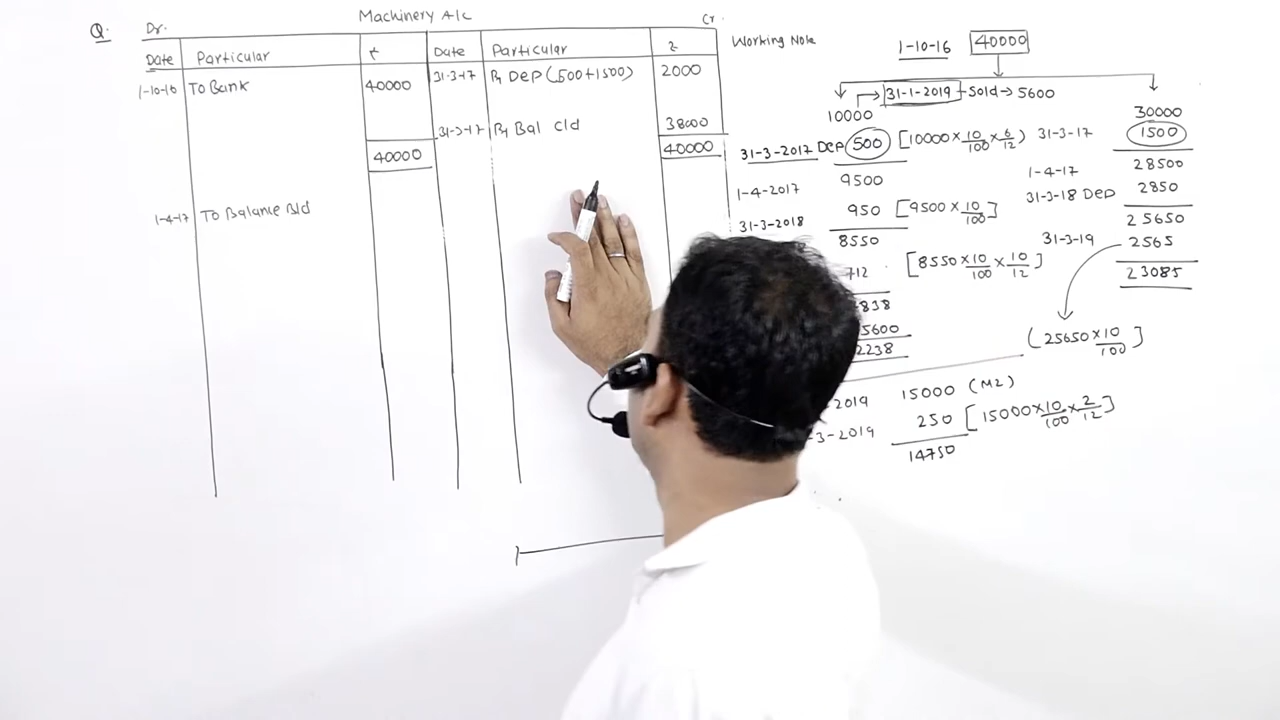 Q. Dr. Machinery A/c Cr.
Date Particular ₹ Date Particular ₹
1-10-16 To Bank 40000 31-3-17 By Dep (500+1500) 2000
31-3-17 By Bal c/d 38000
40000 40000
1-4-17 To Balance B/d
Working Note
1-10-16 40000
31-1-2019 - Sold → 5600
10000 30000
31-3-2017 Dep 500 [10000×10/100×6/12) 31-3-17 1500
9500 28500
1-4-2017 1-4-17
31-3-2018 950 [9500×10/100] 31-3-18 Dep 2850
8550 25650
712 [8550×10/100×10/12] 31-3-19 2565
838 23085
5600 (25650×10/100]
2238
2019 15000 (M2)
-3-2019 250 [15000×10/100×2/12]
14750